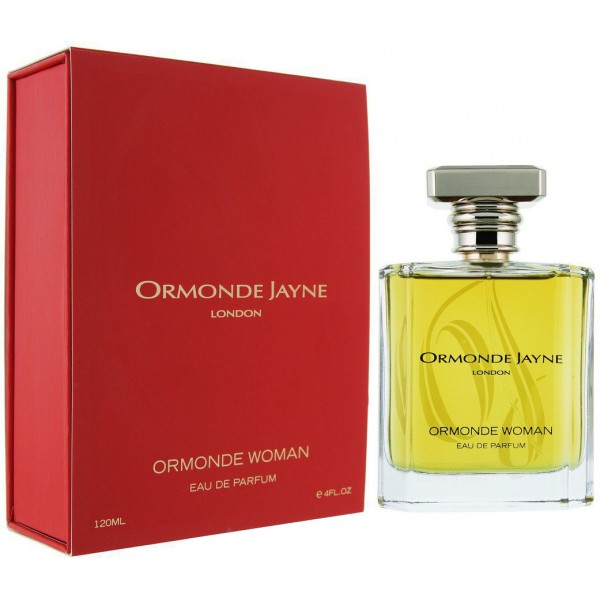 ORMONDE JAYNE
LONDON
ORMONDE WOMAN
EAU DE PARFUM
120ML
℮ 4FL.OZ
ORMONDE JAYNE
LONDON
ORMONDE WOMAN
EAU DE PARFUM